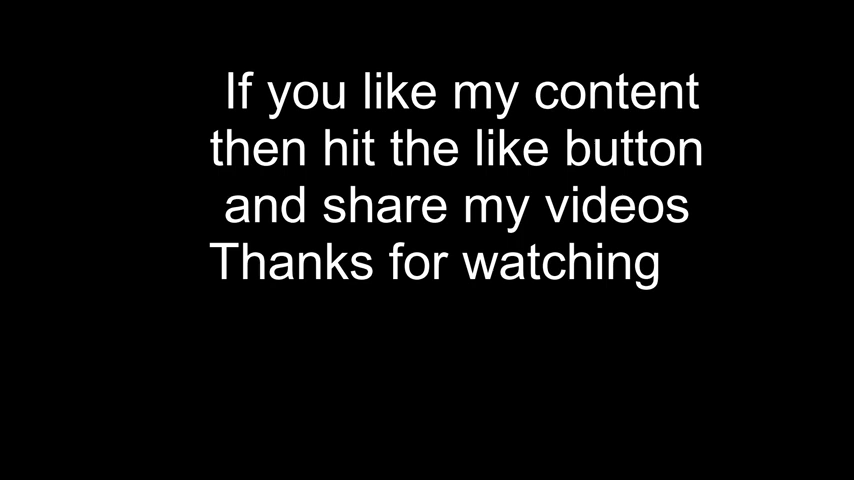 If you like my content
then hit the like button
and share my videos
Thanks for watching